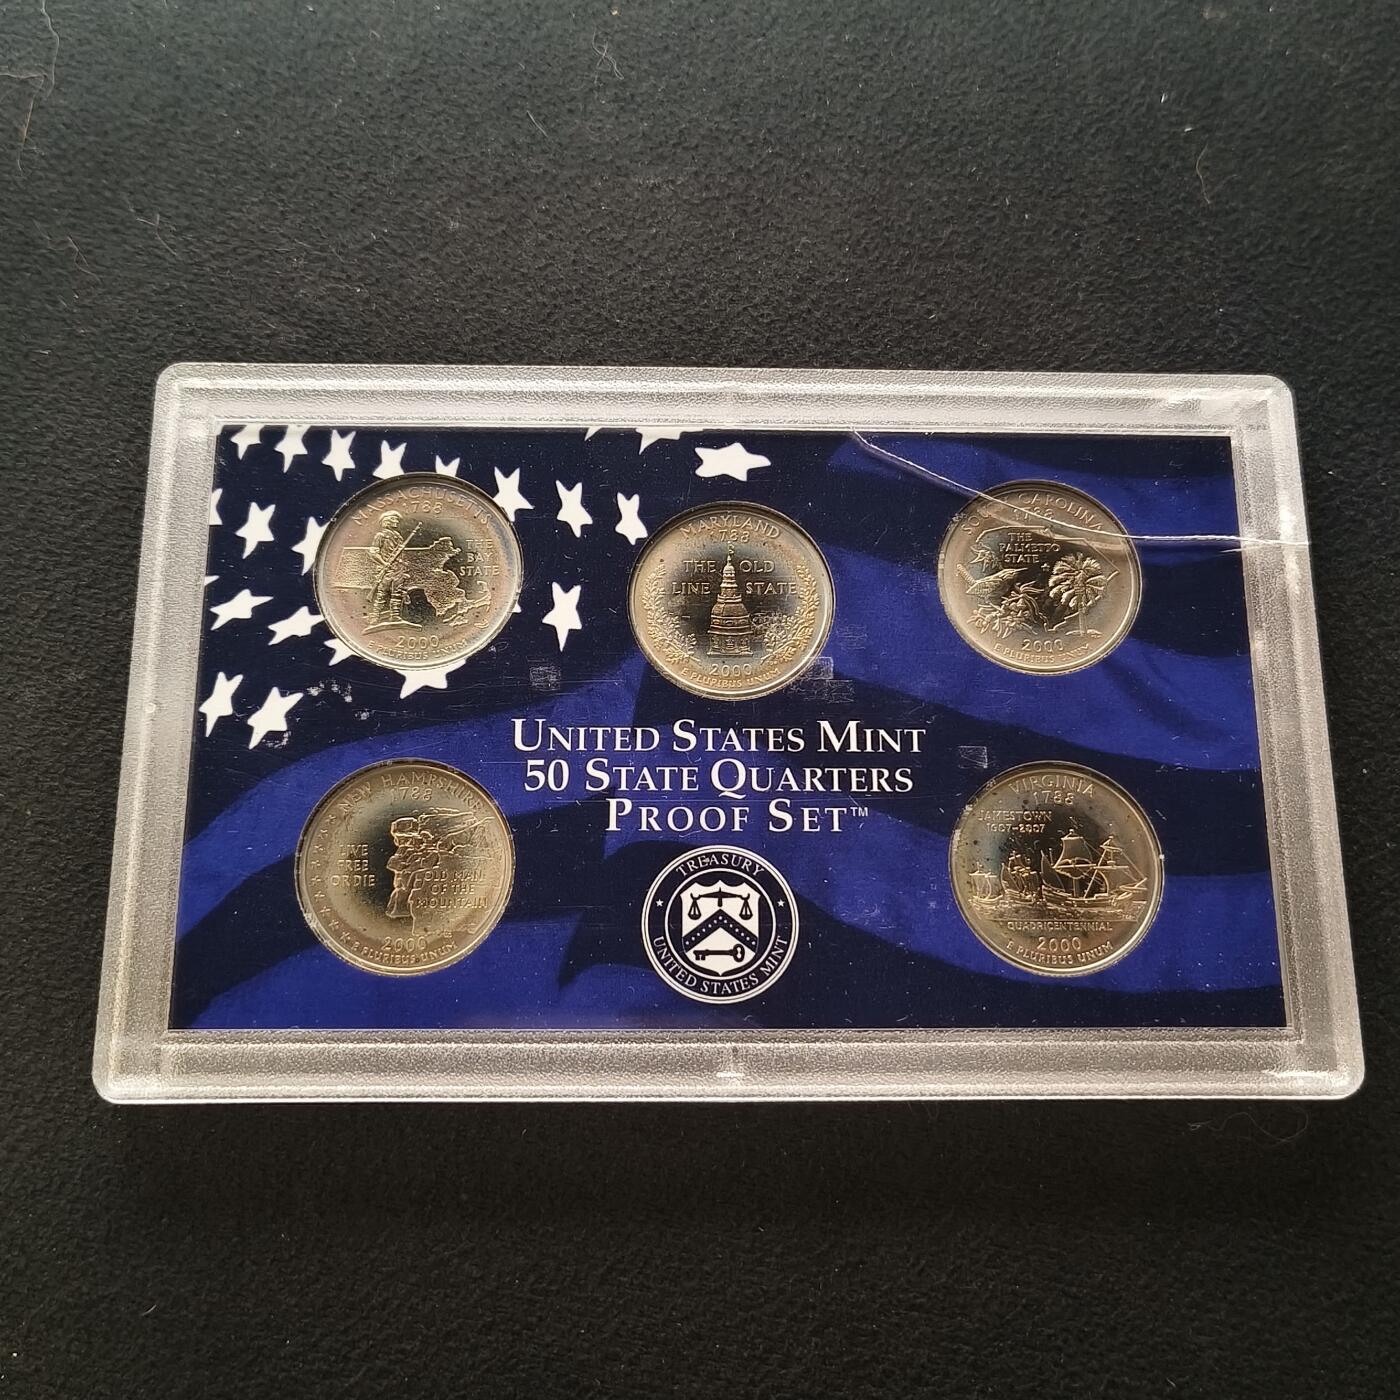 MASSACHUSETTS
1788
THE
BAY
STATE
2000
E PLURIBUS UNUM
MARYLAND
1788
THE OLD
LINE STATE
2000
E PLURIBUS UNUM
SOUTH CAROLINA
1788
THE
PALMETTO
STATE
2000
E PLURIBUS UNUM
UNITED STATES MINT
50 STATE QUARTERS
PROOF SET™
NEW HAMPSHIRE
1788
LIVE
FREE
OR DIE
OLD MAN
OF THE
MOUNTAIN
2000
E PLURIBUS UNUM
TREASURY
UNITED STATES MINT
VIRGINIA
1788
JAMESTOWN
1607-2007
QUADRICENTENNIAL
2000
E PLURIBUS UNUM